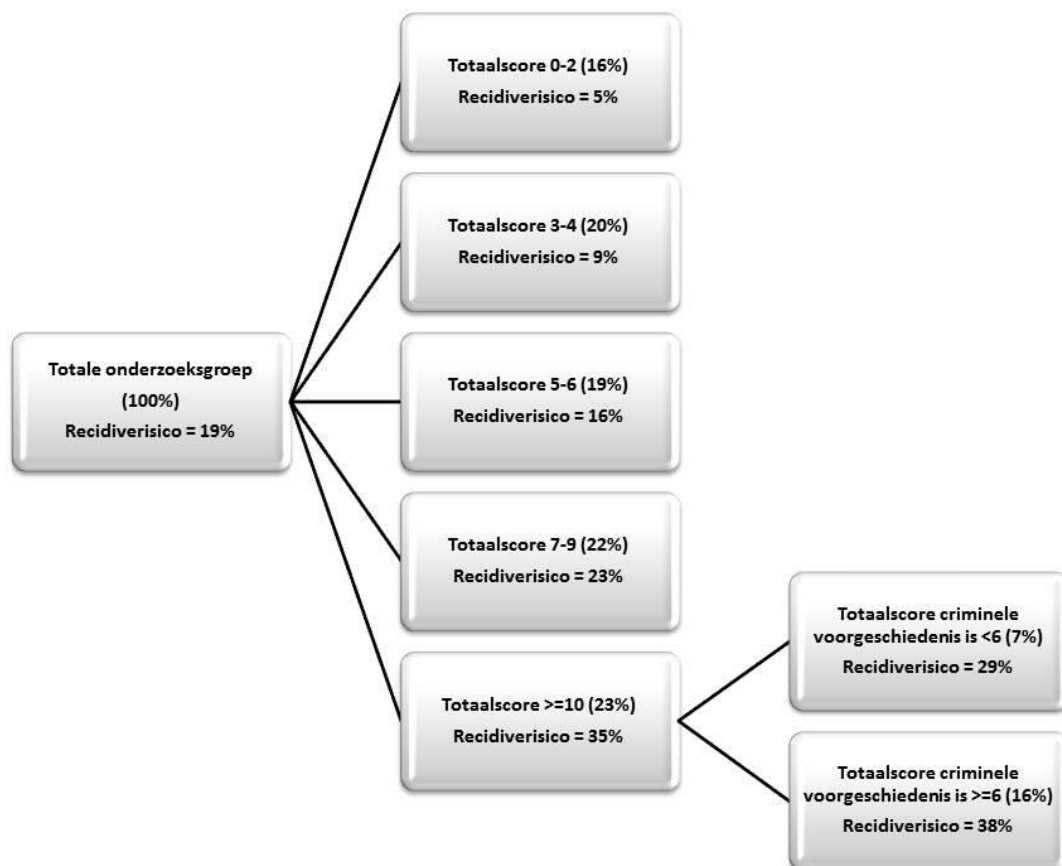 Totale onderzoeksgroep
(100%)
Recidiverisico = 19%
Totaalscore 0-2 (16%)
Recidiverisico = 5%
Totaalscore 3-4 (20%)
Recidiverisico = 9%
Totaalscore 5-6 (19%)
Recidiverisico = 16%
Totaalscore 7-9 (22%)
Recidiverisico = 23%
Totaalscore >=10 (23%)
Recidiverisico = 35%
Totaalscore criminele
voorgeschiedenis is <6 (7%)
Recidiverisico = 29%
Totaalscore criminele
voorgeschiedenis is >=6 (16%)
Recidiverisico = 38%